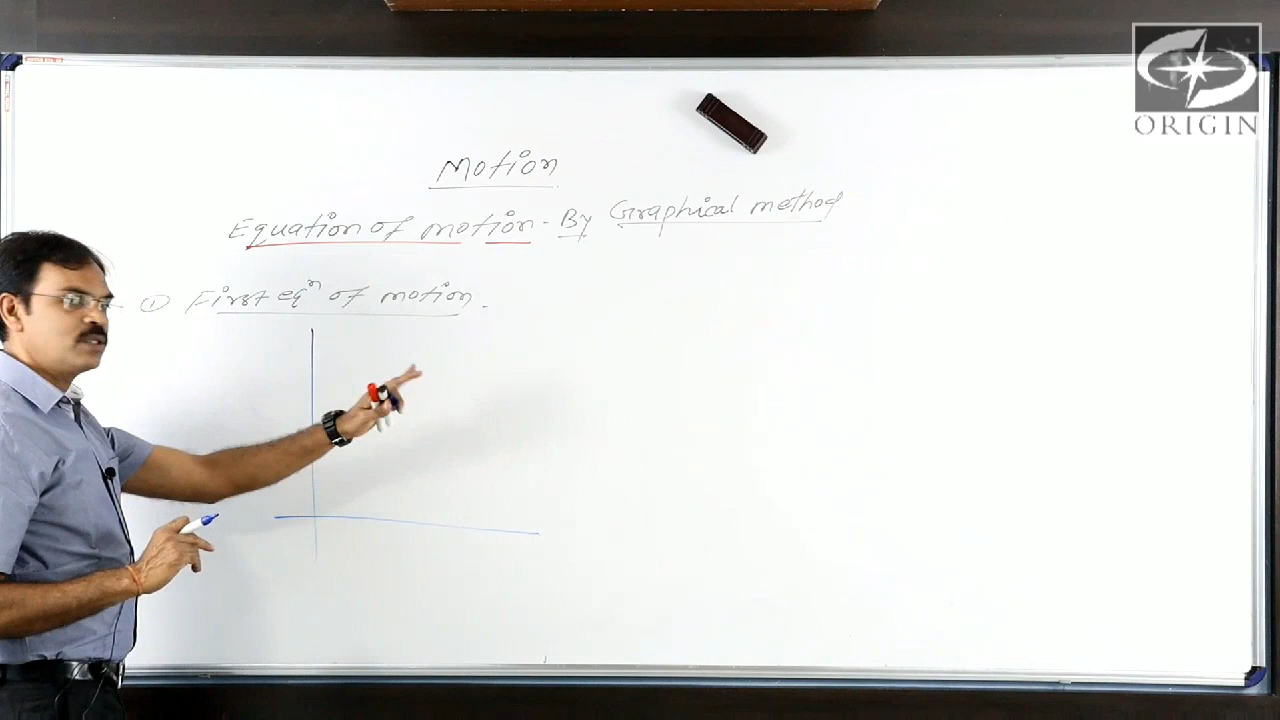 ORIGIN
Motion
Equation of motion - By Graphical method
① First eqⁿ of motion.